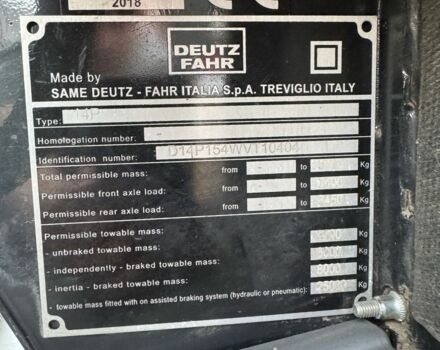 2018
DEUTZ
FAHR
Made by
SAME DEUTZ - FAHR ITALIA S.p.A. TREVIGLIO ITALY
Type: 14P
Homologation number: -
Identification number: D14P154WVT10404
Total permissible mass: from - to Kg
Permissible front axle load: from - to Kg
Permissible rear axle load: from - to Kg
Permissible towable mass: Kg
- unbraked towable mass: Kg
- independently - braked towable mass: 6000 Kg
- inertia - braked towable mass: Kg
- towable mass fitted with on assisted braking system (hydraulic or pneumatic):